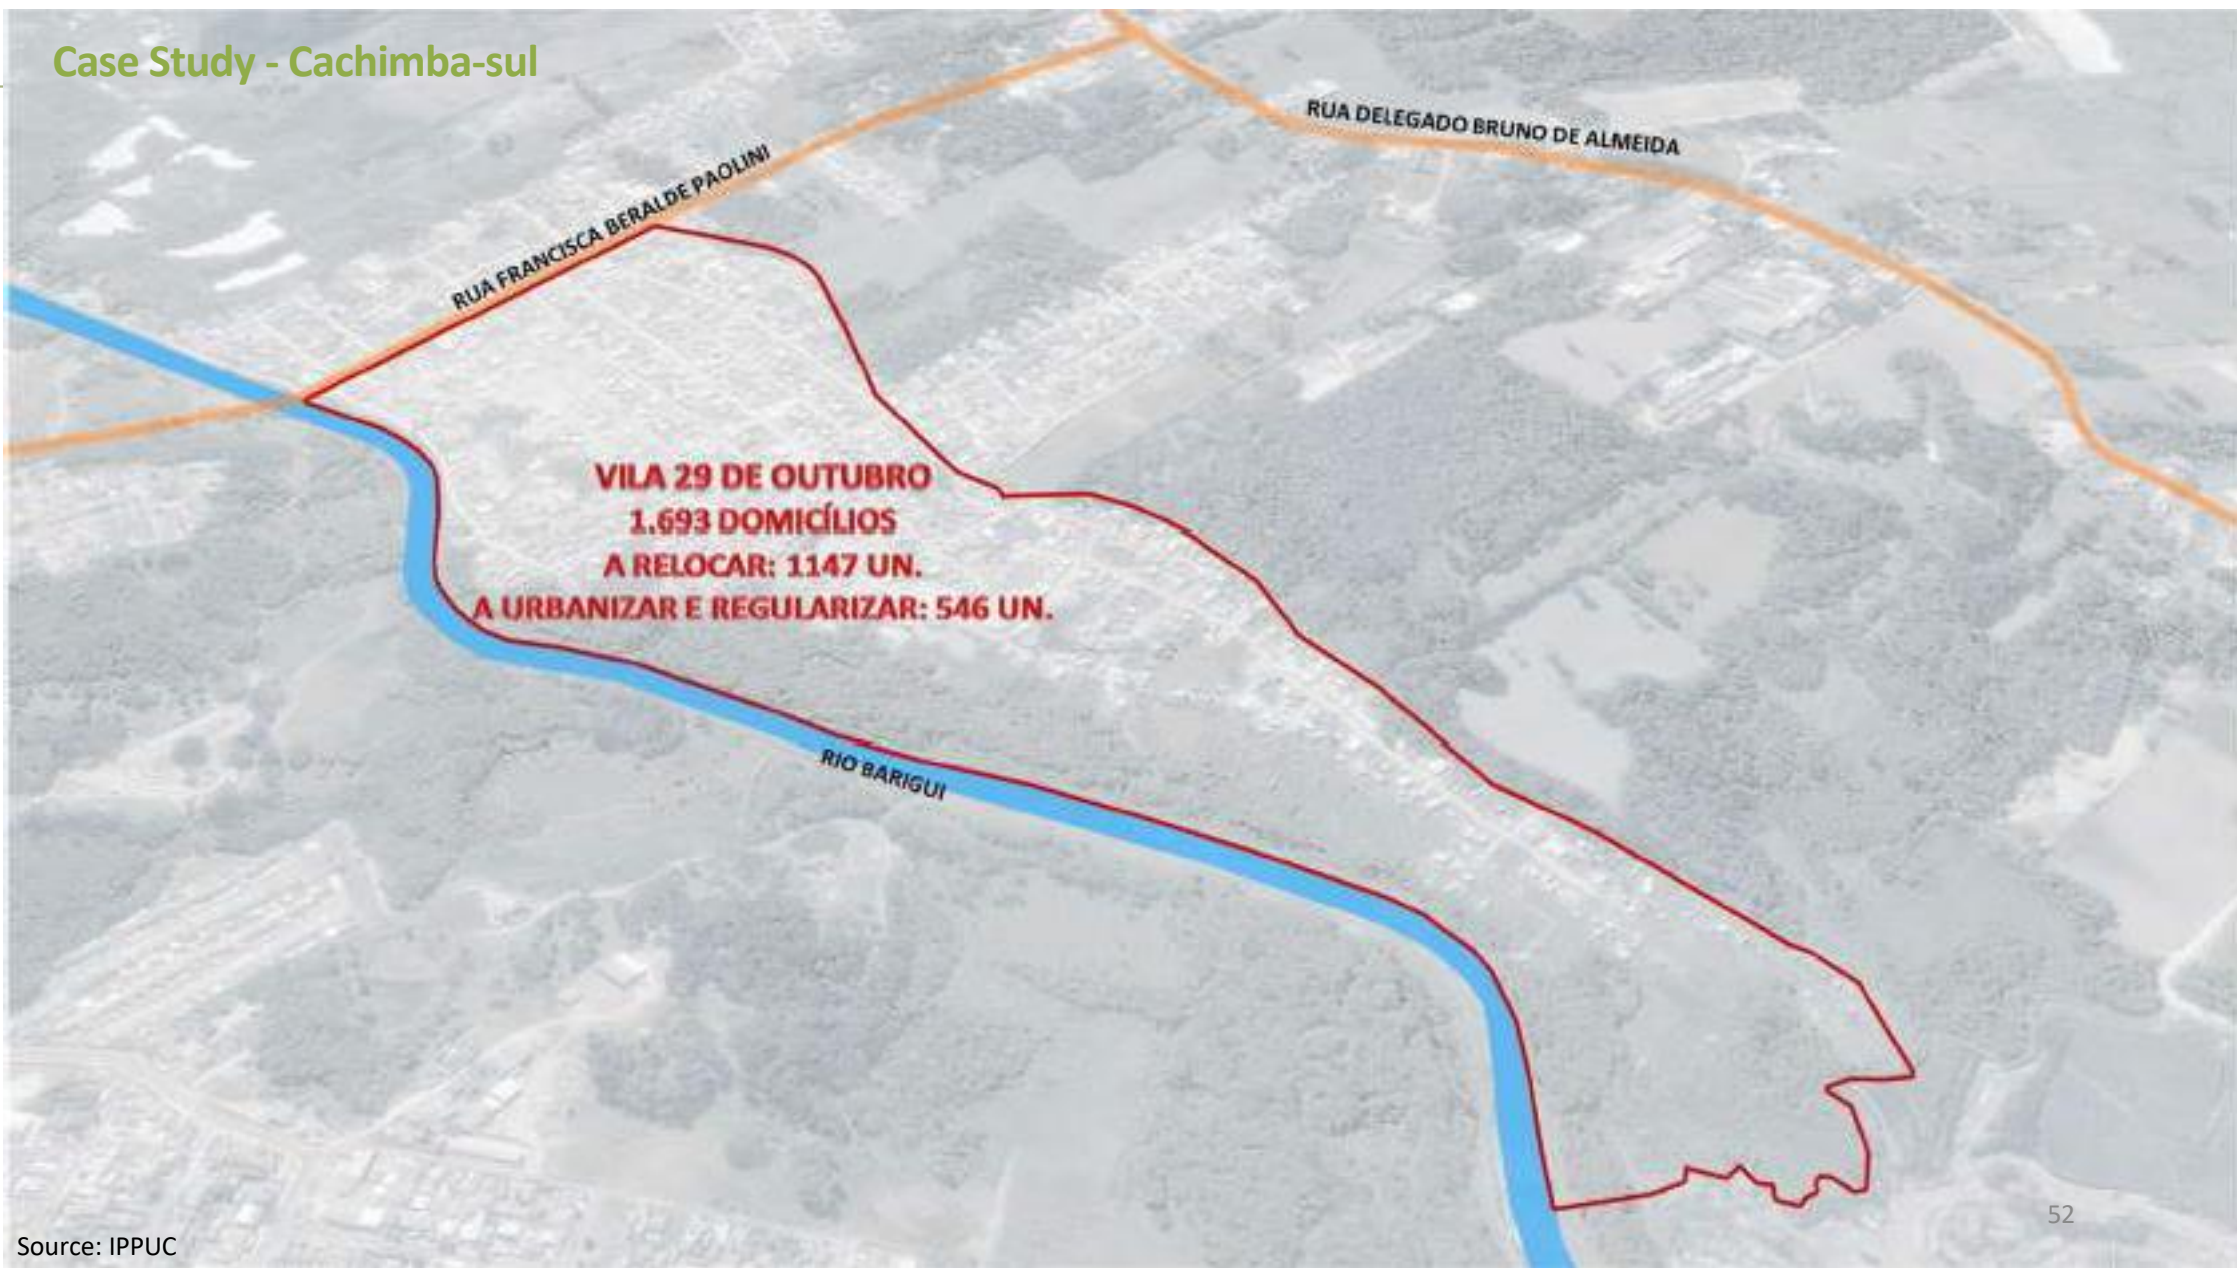 Case Study - Cachimba-sul
RUA DELEGADO BRUNO DE ALMEIDA
RUA FRANCISCA BERALDE PAOLINI
VILA 29 DE OUTUBRO
1.693 DOMICÍLIOS
A RELOCAR: 1147 UN.
A URBANIZAR E REGULARIZAR: 546 UN.
RIO BARIGUI
52
Source: IPPUC